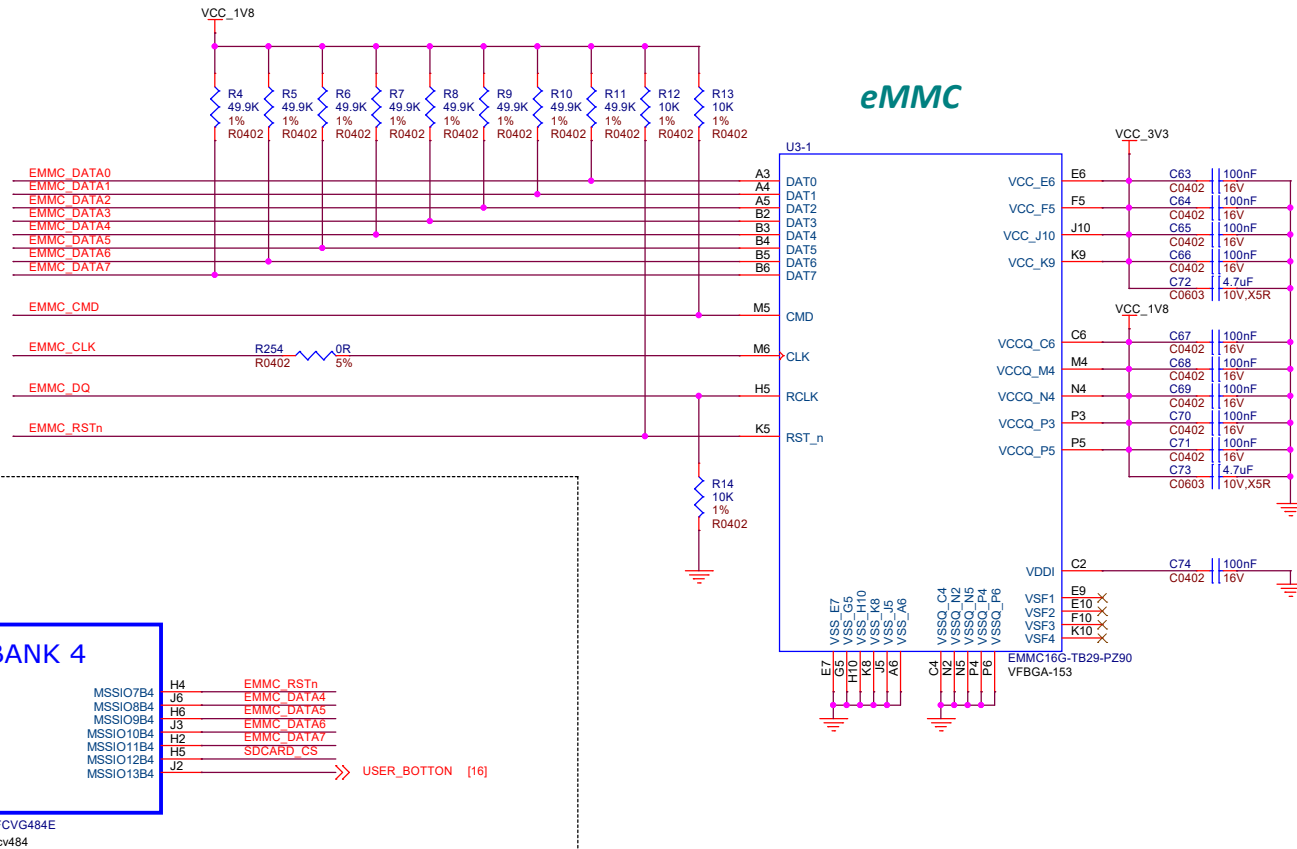 VCC_1V8
R4
49.9K
1%
R0402
R5
49.9K
1%
R0402
R6
49.9K
1%
R0402
R7
49.9K
1%
R0402
R8
49.9K
1%
R0402
R9
49.9K
1%
R0402
R10
49.9K
1%
R0402
R11
49.9K
1%
R0402
R12
10K
1%
R0402
R13
10K
1%
R0402
eMMC
EMMC_DATA0
EMMC_DATA1
EMMC_DATA2
EMMC_DATA3
EMMC_DATA4
EMMC_DATA5
EMMC_DATA6
EMMC_DATA7
EMMC_CMD
EMMC_CLK
R254
R0402
0R
5%
EMMC_DQ
EMMC_RSTn
R14
10K
1%
R0402
U3-1
A3 DAT0
A4 DAT1
A5 DAT2
B2 DAT3
B3 DAT4
B4 DAT5
B5 DAT6
B6 DAT7
M5 CMD
M6 CLK
H5 RCLK
K5 RST_n
VCC_3V3
VCC_E6 E6
VCC_F5 F5
VCC_J10 J10
VCC_K9 K9
C63 100nF
C0402 16V
C64 100nF
C0402 16V
C65 100nF
C0402 16V
C66 100nF
C0402 16V
C72 4.7uF
C0603 10V,X5R
VCC_1V8
VCCQ_C6 C6
VCCQ_M4 M4
VCCQ_N4 N4
VCCQ_P3 P3
VCCQ_P5 P5
C67 100nF
C0402 16V
C68 100nF
C0402 16V
C69 100nF
C0402 16V
C70 100nF
C0402 16V
C71 100nF
C0402 16V
C73 4.7uF
C0603 10V,X5R
VDDI C2
C74 100nF
C0402 16V
VSF1 E9
VSF2 E10
VSF3 F10
VSF4 K10
VSS_E7 E7
VSS_G5 G5
VSS_H10 H10
VSS_K8 K8
VSS_J5 J5
VSS_A6 A6
VSSQ_C4 C4
VSSQ_N2 N2
VSSQ_N5 N5
VSSQ_P4 P4
VSSQ_P6 P6
EMMC16G-TB29-PZ90
VFBGA-153
BANK 4
MSSIO7B4 H4 EMMC_RSTn
MSSIO8B4 J6 EMMC_DATA4
MSSIO9B4 H6 EMMC_DATA5
MSSIO10B4 J3 EMMC_DATA6
MSSIO11B4 H2 EMMC_DATA7
MSSIO12B4 H5 SDCARD_CS
MSSIO13B4 J2 USER_BOTTON [16]
FCVG484E
cv484